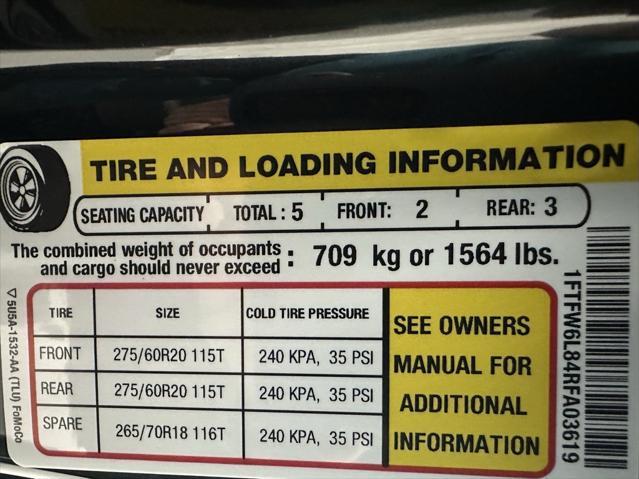 TIRE AND LOADING INFORMATION
SEATING CAPACITY TOTAL : 5 FRONT: 2 REAR: 3
The combined weight of occupants
and cargo should never exceed : 709 kg or 1564 lbs.
TIRE SIZE COLD TIRE PRESSURE
FRONT 275/60R20 115T 240 KPA, 35 PSI
REAR 275/60R20 115T 240 KPA, 35 PSI
SPARE 265/70R18 116T 240 KPA, 35 PSI
SEE OWNERS
MANUAL FOR
ADDITIONAL
INFORMATION
1FTFW6L84RFA03619
▽5U5A-1532-AA (TLU) FoMoCo